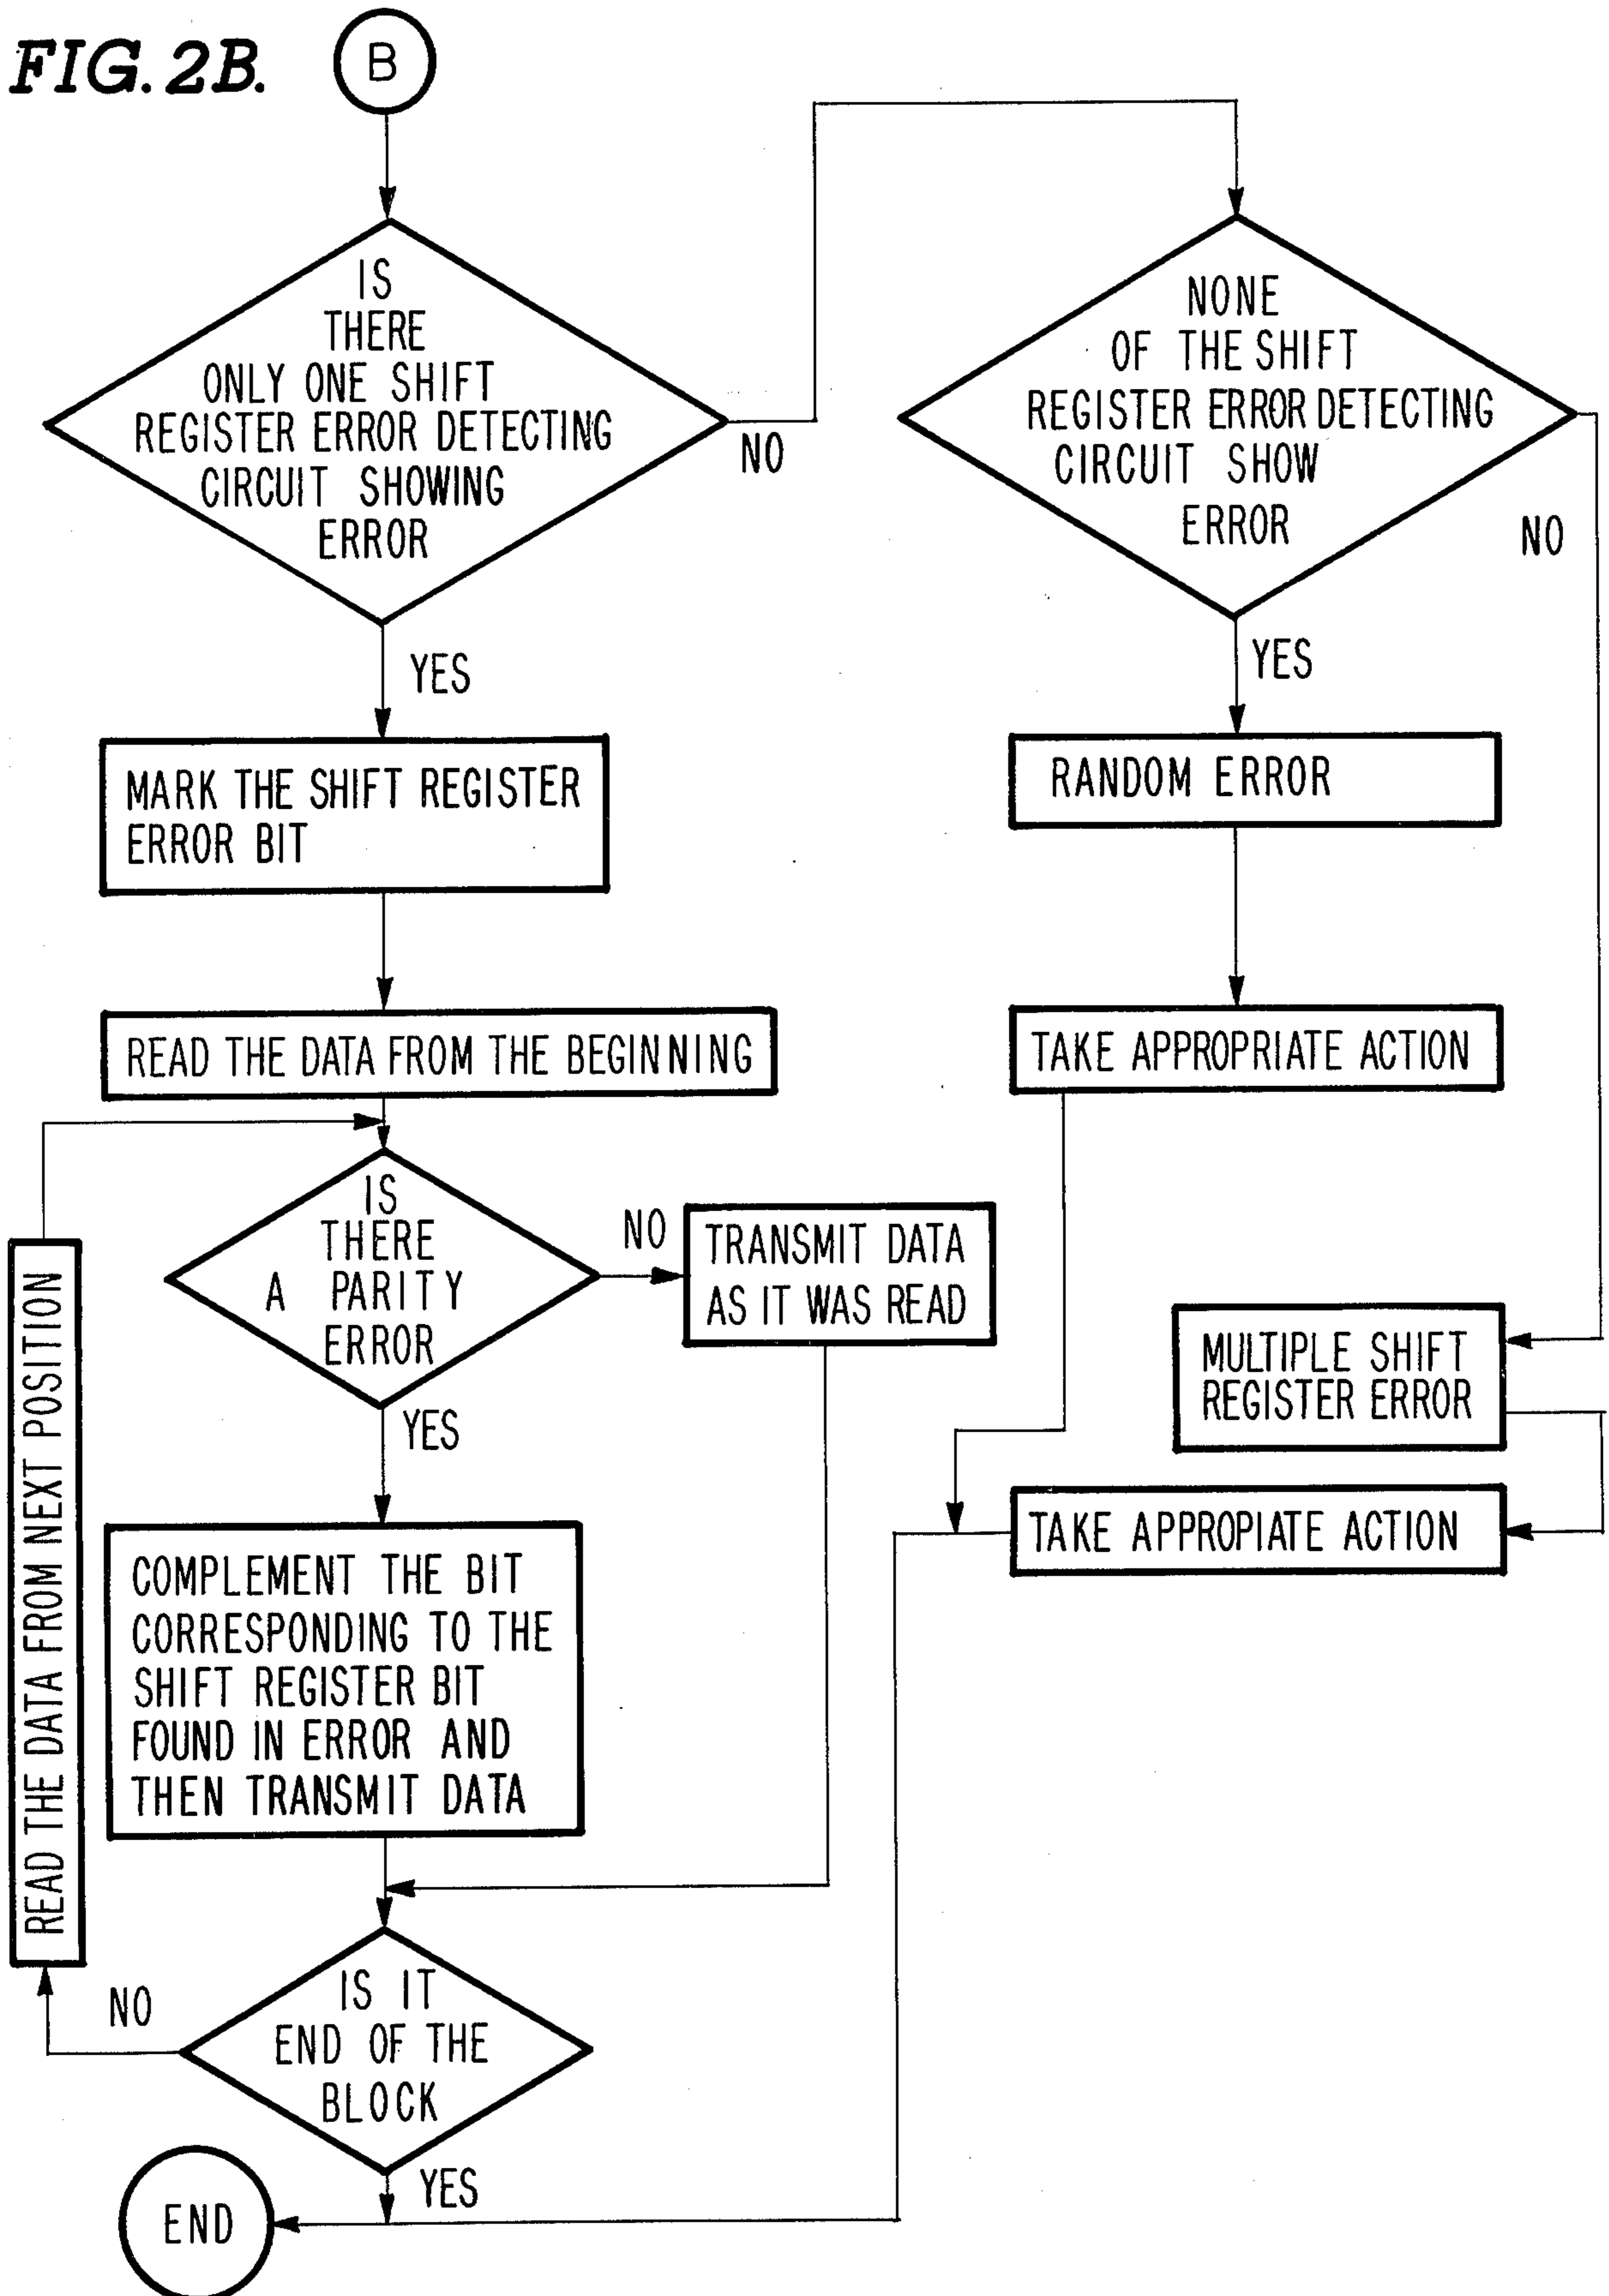 FIG. 2B.
B
IS
THERE
ONLY ONE SHIFT
REGISTER ERROR DETECTING
CIRCUIT SHOWING
ERROR
NO
YES
NONE
OF THE SHIFT
REGISTER ERROR DETECTING
CIRCUIT SHOW
ERROR
NO
YES
MARK THE SHIFT REGISTER
ERROR BIT
RANDOM ERROR
READ THE DATA FROM THE BEGINNING
TAKE APPROPRIATE ACTION
IS
THERE
A PARITY
ERROR
NO
YES
TRANSMIT DATA
AS IT WAS READ
MULTIPLE SHIFT
REGISTER ERROR
TAKE APPROPIATE ACTION
READ THE DATA FROM NEXT POSITION
COMPLEMENT THE BIT
CORRESPONDING TO THE
SHIFT REGISTER BIT
FOUND IN ERROR AND
THEN TRANSMIT DATA
IS IT
END OF THE
BLOCK
NO
YES
END